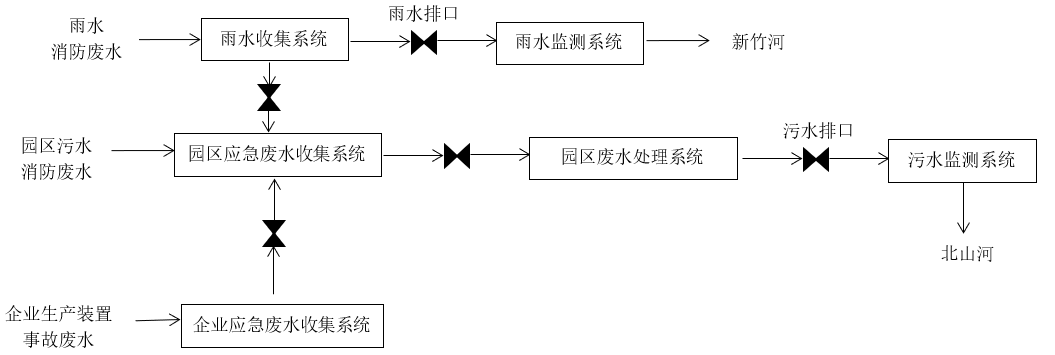 雨水
消防废水
雨水收集系统
雨水排口
雨水监测系统
新竹河
园区污水
消防废水
园区应急废水收集系统
园区废水处理系统
污水排口
污水监测系统
北山河
企业生产装置
事故废水
企业应急废水收集系统